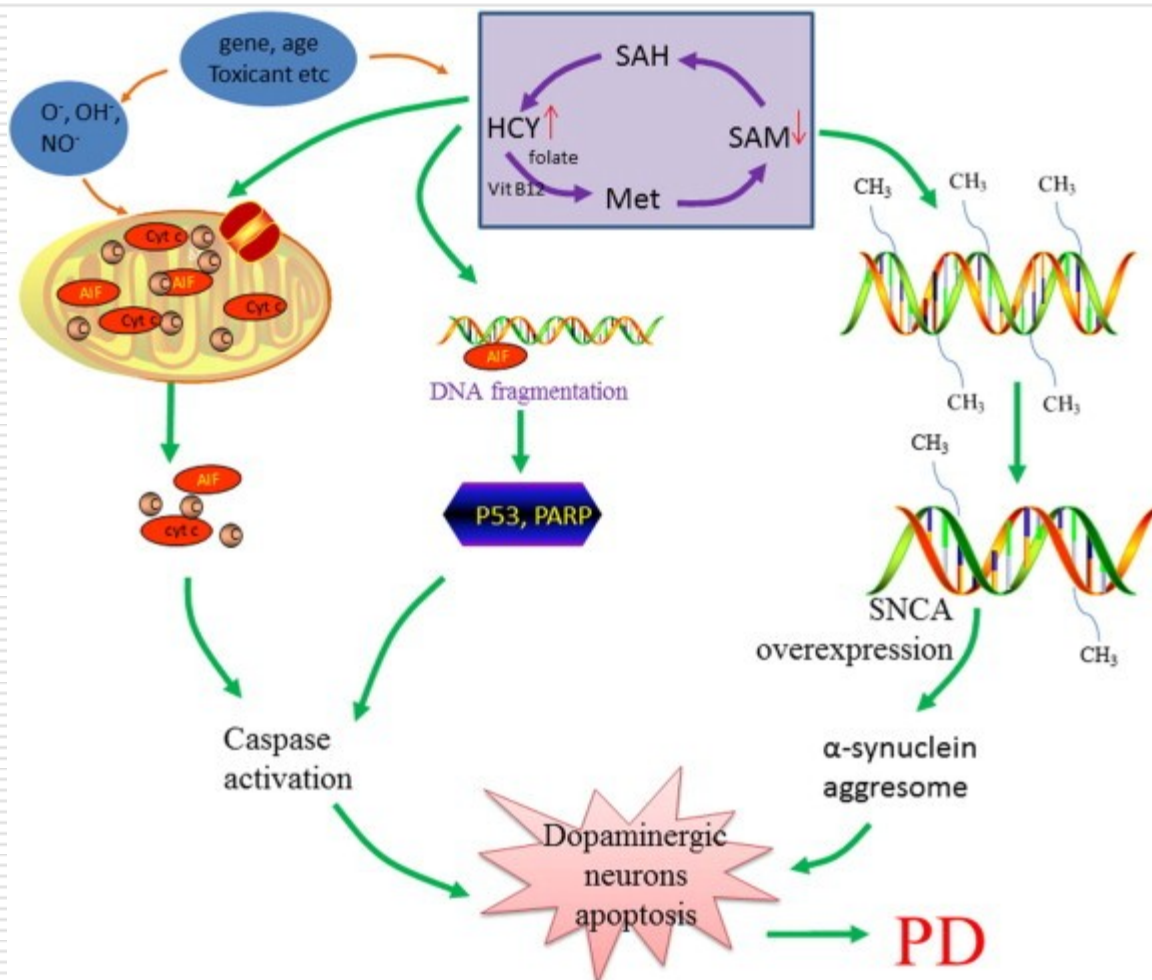 gene, age
Toxicant etc
O⁻, OH⁻,
NO⁻
SAH
HCY↑
SAM↓
folate
Vit B12
Met
CH₃
CH₃
CH₃
Cyt c
C
C
C
AIF
AIF
C
Cyt c
C
Cyt c
C
C
AIF
DNA fragmentation
CH₃
CH₃
CH₃
AIF
C
C
cyt c
C
P53, PARP
SNCA
overexpression
CH₃
Caspase
activation
α-synuclein
aggresome
Dopaminergic
neurons
apoptosis
PD